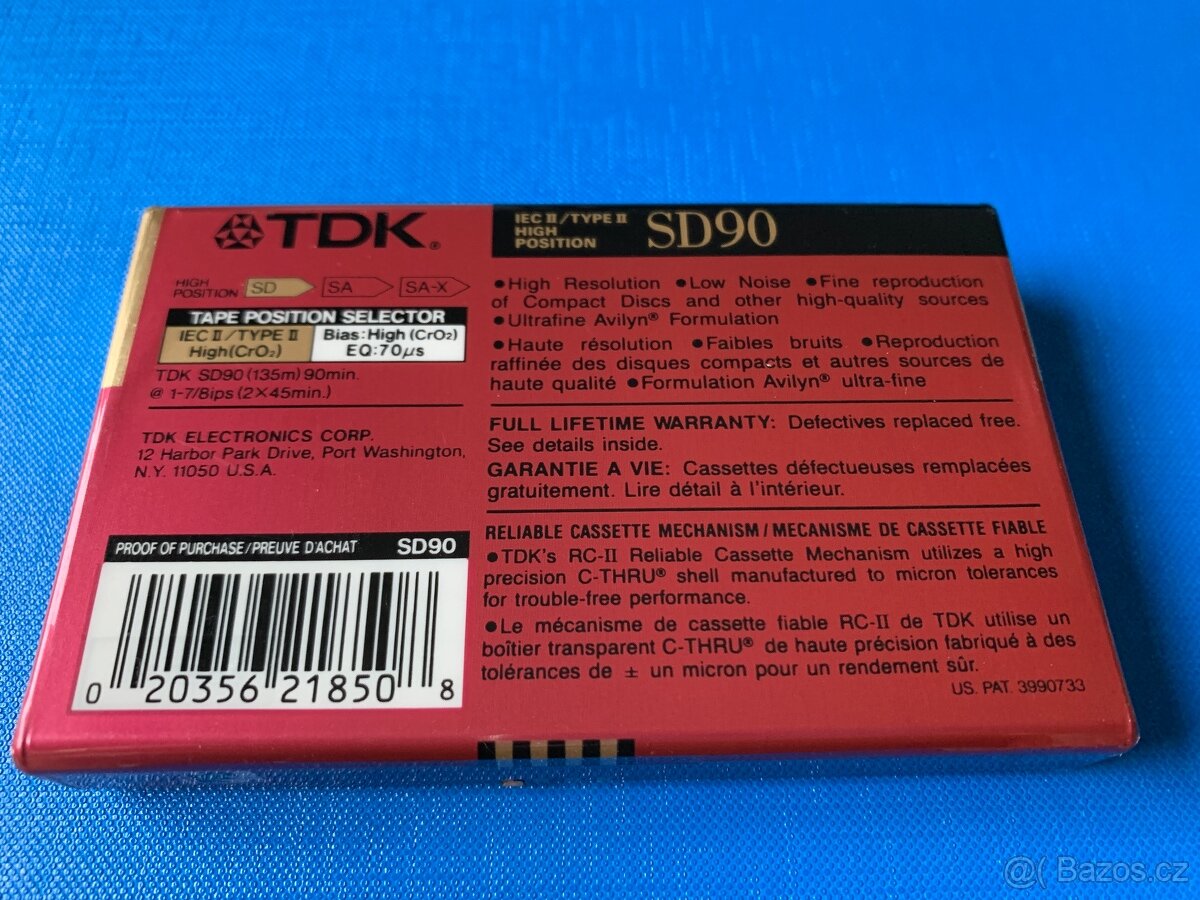 TDK®
IEC II/TYPE II
HIGH
POSITION
SD90
HIGH
POSITION
SD
SA
SA-X
TAPE POSITION SELECTOR
IEC II/TYPE II
High(CrO₂)
Bias:High (CrO₂)
EQ:70μs
TDK SD90 (135m) 90min.
@ 1-7/8ips (2×45min.)
TDK ELECTRONICS CORP.
12 Harbor Park Drive, Port Washington,
N.Y. 11050 U.S.A.
PROOF OF PURCHASE/PREUVE D'ACHAT SD90
0 20356 21850 8
●High Resolution ●Low Noise ●Fine reproduction
of Compact Discs and other high-quality sources
●Ultrafine Avilyn® Formulation
●Haute résolution ●Faibles bruits ●Reproduction
raffinée des disques compacts et autres sources de
haute qualité ●Formulation Avilyn® ultra-fine
FULL LIFETIME WARRANTY: Defectives replaced free.
See details inside.
GARANTIE A VIE: Cassettes défectueuses remplacées
gratuitement. Lire détail à l'intérieur.
RELIABLE CASSETTE MECHANISM/MECANISME DE CASSETTE FIABLE
●TDK's RC-II Reliable Cassette Mechanism utilizes a high
precision C-THRU® shell manufactured to micron tolerances
for trouble-free performance.
●Le mécanisme de cassette fiable RC-II de TDK utilise un
boîtier transparent C-THRU® de haute précision fabriqué à des
tolérances de ± un micron pour un rendement sûr.
US. PAT. 3990733
@( Bazos.cz